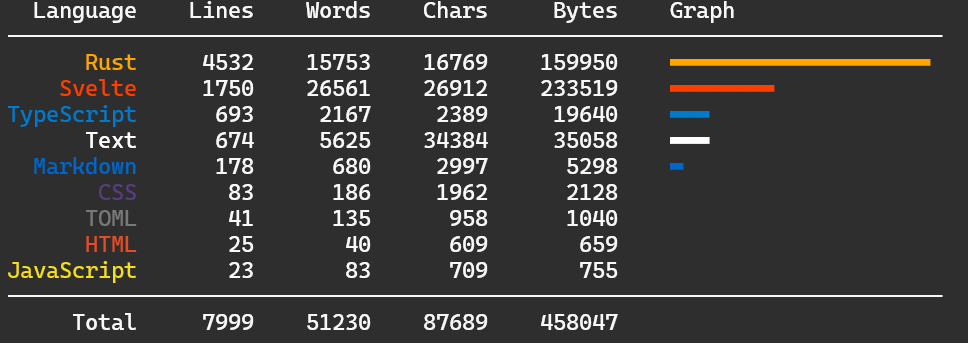 Language Lines Words Chars Bytes Graph
Rust 4532 15753 16769 159950
Svelte 1750 26561 26912 233519
TypeScript 693 2167 2389 19640
Text 674 5625 34384 35058
Markdown 178 680 2997 5298
CSS 83 186 1962 2128
TOML 41 135 958 1040
HTML 25 40 609 659
JavaScript 23 83 709 755
Total 7999 51230 87689 458047